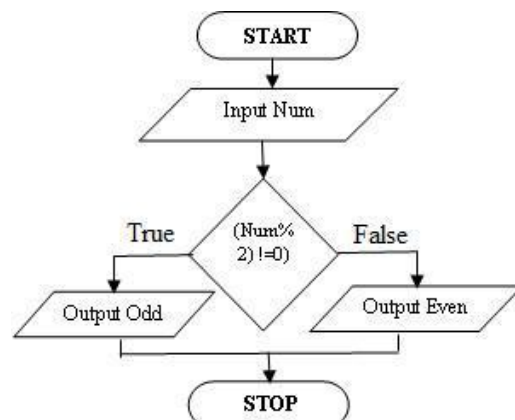 START
Input Num
(Num%
2) !=0)
True
False
Output Odd
Output Even
STOP